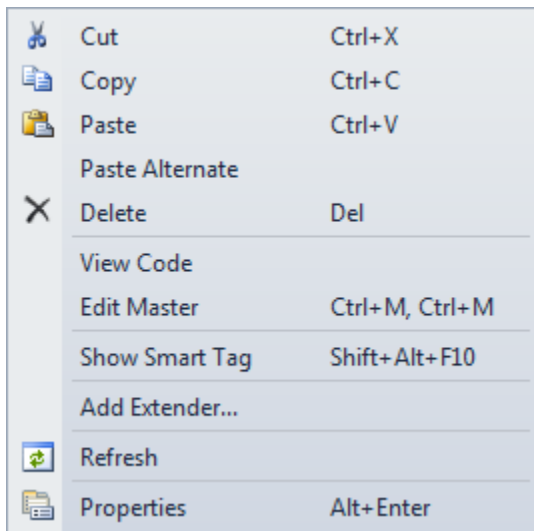 Cut Ctrl+X
Copy Ctrl+C
Paste Ctrl+V
Paste Alternate
Delete Del
View Code
Edit Master Ctrl+M, Ctrl+M
Show Smart Tag Shift+Alt+F10
Add Extender...
Refresh
Properties Alt+Enter